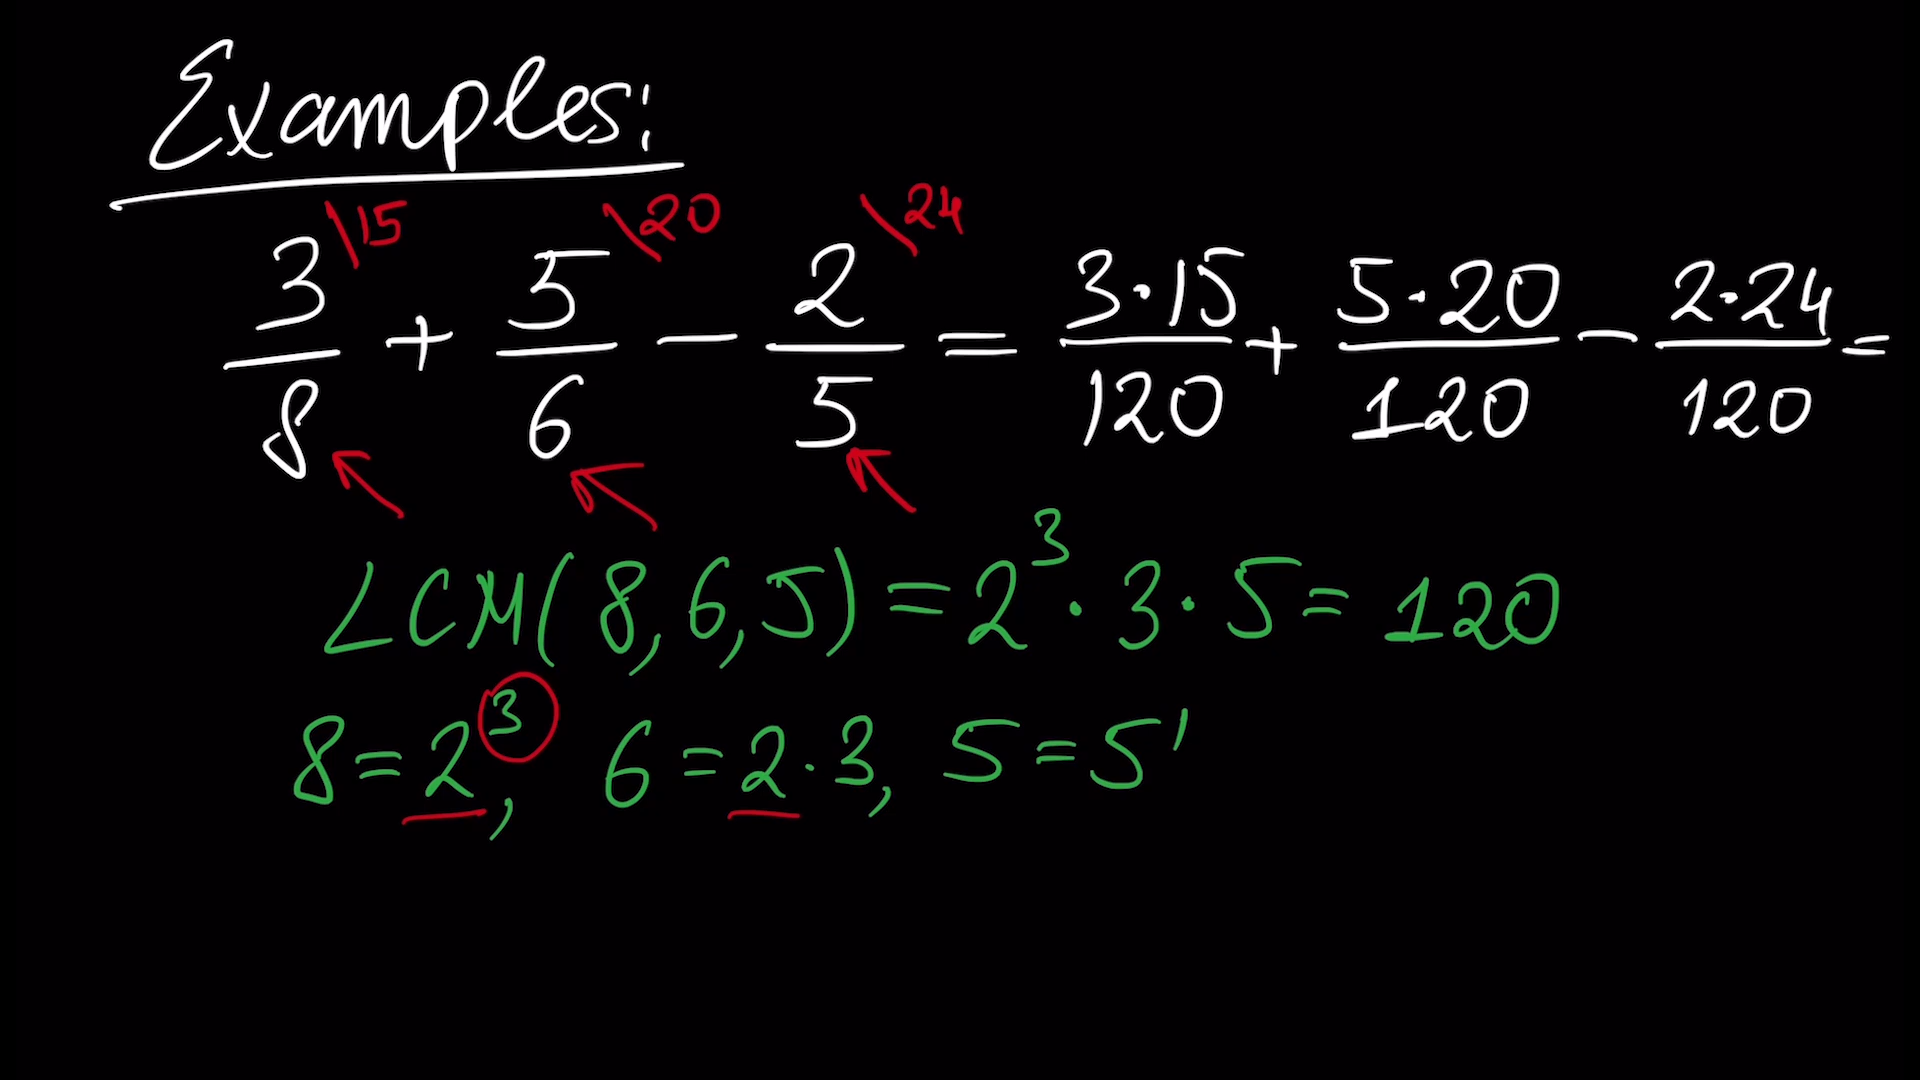 Examples:
\15 \20 \24
3/8 + 5/6 − 2/5 = 3·15/120 + 5·20/120 − 2·24/120 =
LCM(8,6,5) = 2³ · 3 · 5 = 120
8 = 2³, 6 = 2·3, 5 = 5¹